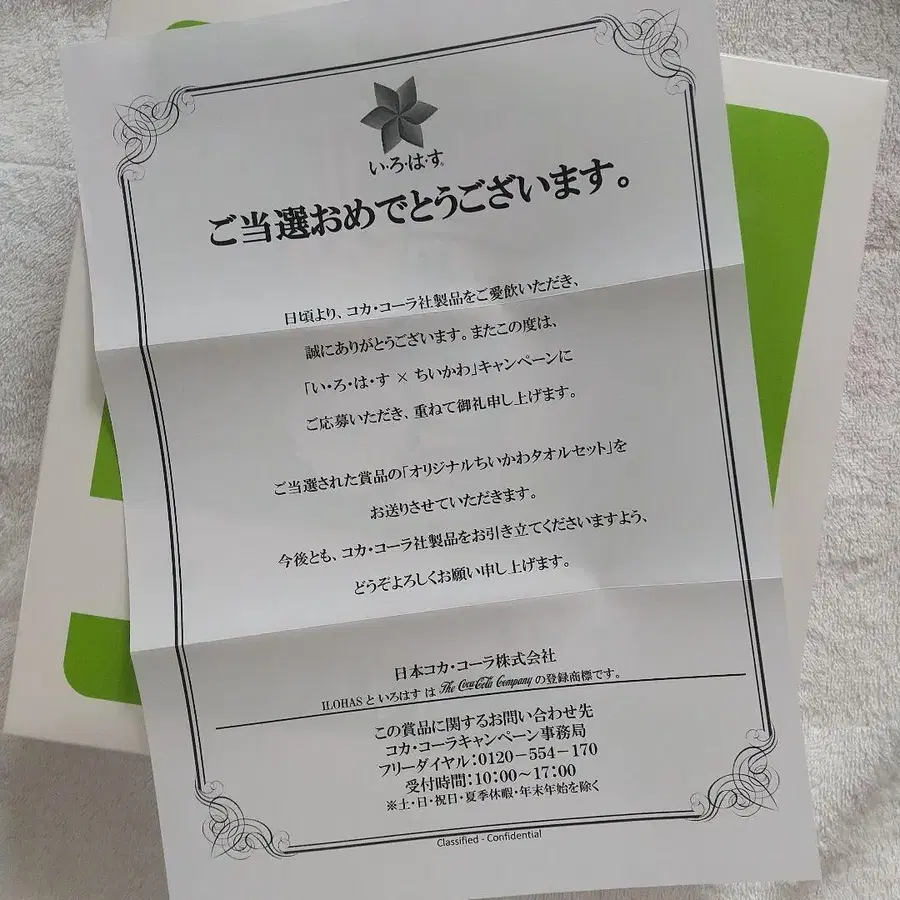 い・ろ・は・す®
ご当選おめでとうございます。
日頃より、コカ・コーラ社製品をご愛飲いただき、
誠にありがとうございます。またこの度は、
「い・ろ・は・す × ちいかわ」キャンペーンに
ご応募いただき、重ねて御礼申し上げます。
ご当選された賞品の「オリジナルちいかわタオルセット」を
お送りさせていただきます。
今後とも、コカ・コーラ社製品をお引き立てくださいますよう、
どうぞよろしくお願い申し上げます。
日本コカ・コーラ株式会社
ILOHAS と いろはす は The Coca-Cola Company の登録商標です。
この賞品に関するお問い合わせ先
コカ・コーラキャンペーン事務局
フリーダイヤル：0120－554－170
受付時間：10：00～17：00
※土・日・祝日・夏季休暇・年末年始を除く
Classified - Confidential